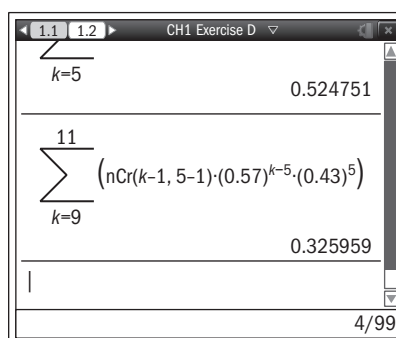 1.1 1.2 CH1 Exercise D
k=5
0.524751
11
∑ (nCr(k–1, 5–1)·(0.57)^{k–5}·(0.43)^5)
k=9
0.325959
4/99